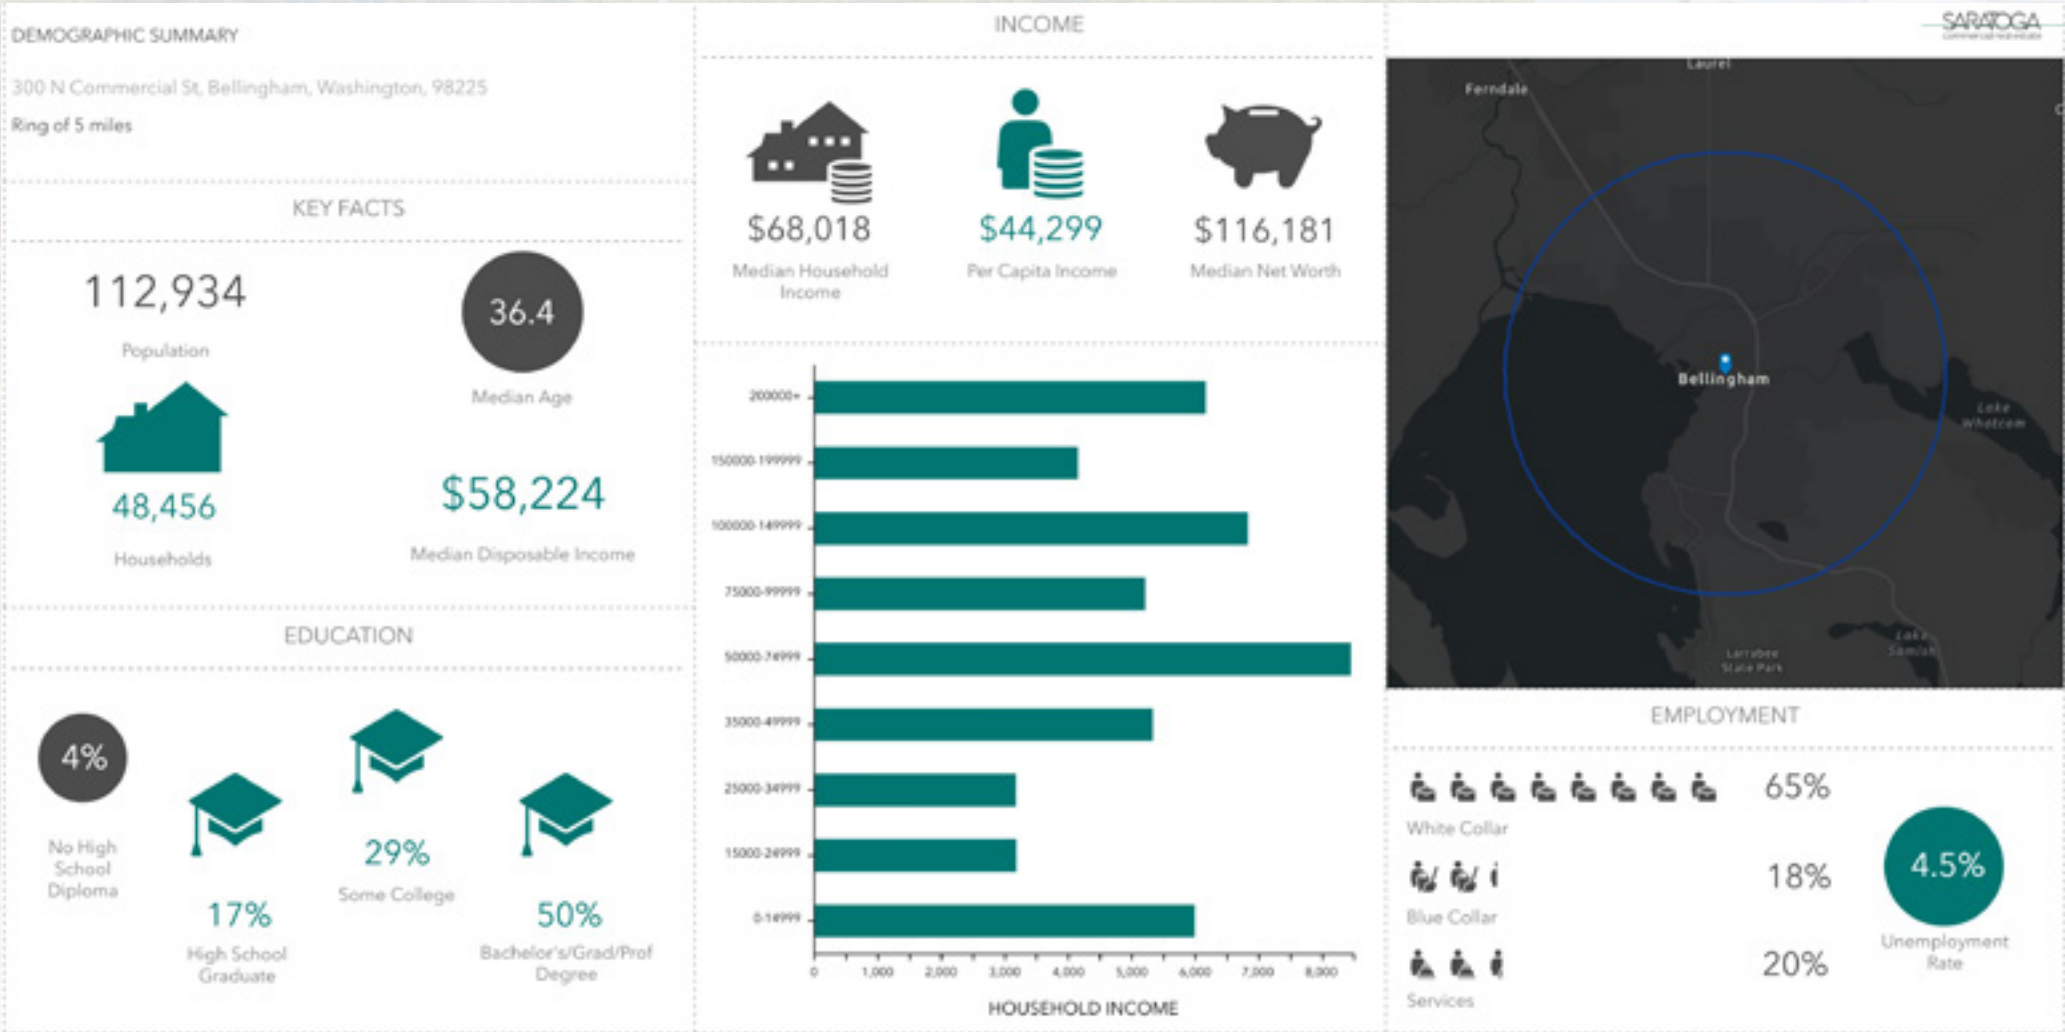 DEMOGRAPHIC SUMMARY
300 N Commercial St, Bellingham, Washington, 98225
Ring of 5 miles
KEY FACTS
112,934
Population
36.4
Median Age
48,456
Households
$58,224
Median Disposable Income
EDUCATION
4%
No High
School
Diploma
17%
High School
Graduate
29%
Some College
50%
Bachelor's/Grad/Prof
Degree
INCOME
$68,018
Median Household
Income
$44,299
Per Capita Income
$116,181
Median Net Worth
200000+
150000-199999
100000-149999
75000-99999
50000-74999
35000-49999
25000-34999
15000-24999
0-14999
0 1,000 2,000 3,000 4,000 5,000 6,000 7,000 8,000
HOUSEHOLD INCOME
SARATOGA
commercial real estate
Laurel
Ferndale
Bellingham
Lake
Whatcom
Lake
Samish
Larrabee
State Park
EMPLOYMENT
65%
White Collar
18%
Blue Collar
20%
Services
4.5%
Unemployment
Rate